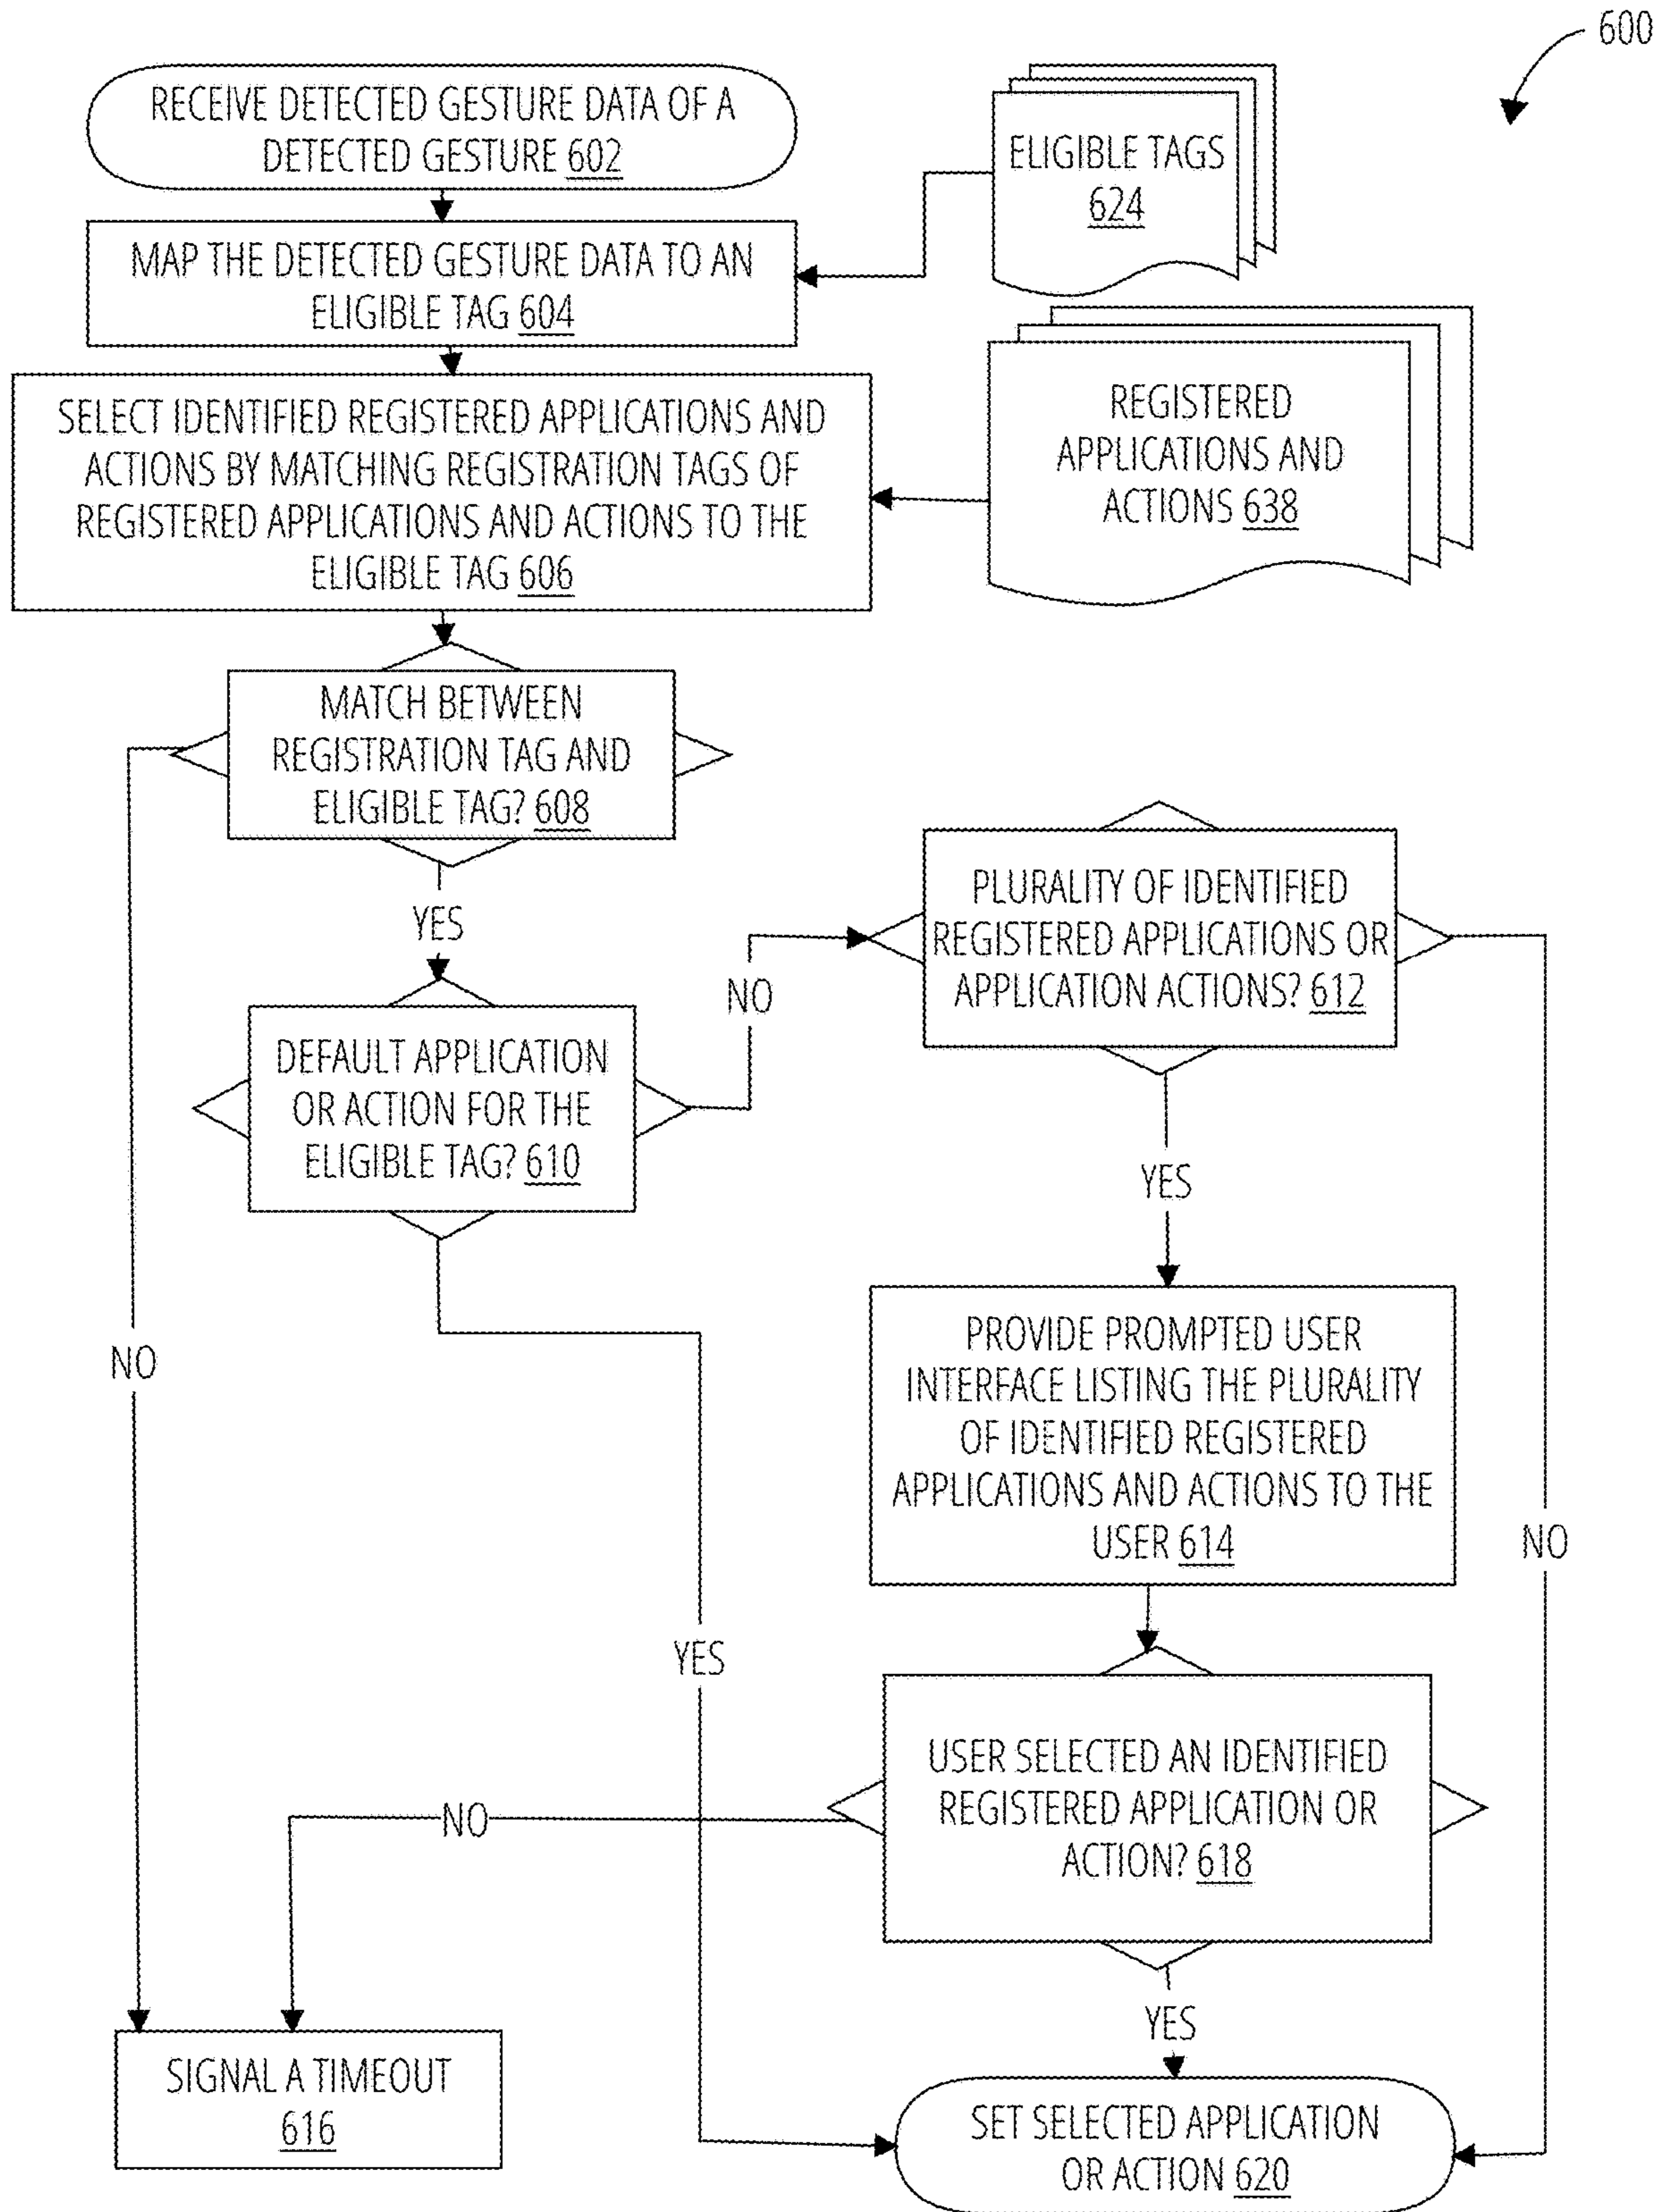 600
RECEIVE DETECTED GESTURE DATA OF A
DETECTED GESTURE 602
ELIGIBLE TAGS
624
MAP THE DETECTED GESTURE DATA TO AN
ELIGIBLE TAG 604
SELECT IDENTIFIED REGISTERED APPLICATIONS AND
ACTIONS BY MATCHING REGISTRATION TAGS OF
REGISTERED APPLICATIONS AND ACTIONS TO THE
ELIGIBLE TAG 606
REGISTERED
APPLICATIONS AND
ACTIONS 638
MATCH BETWEEN
REGISTRATION TAG AND
ELIGIBLE TAG? 608
YES
NO
PLURALITY OF IDENTIFIED
REGISTERED APPLICATIONS OR
APPLICATION ACTIONS? 612
DEFAULT APPLICATION
OR ACTION FOR THE
ELIGIBLE TAG? 610
YES
NO
PROVIDE PROMPTED USER
INTERFACE LISTING THE PLURALITY
OF IDENTIFIED REGISTERED
APPLICATIONS AND ACTIONS TO THE
USER 614
NO
YES
USER SELECTED AN IDENTIFIED
REGISTERED APPLICATION OR
ACTION? 618
NO
YES
SIGNAL A TIMEOUT
616
SET SELECTED APPLICATION
OR ACTION 620